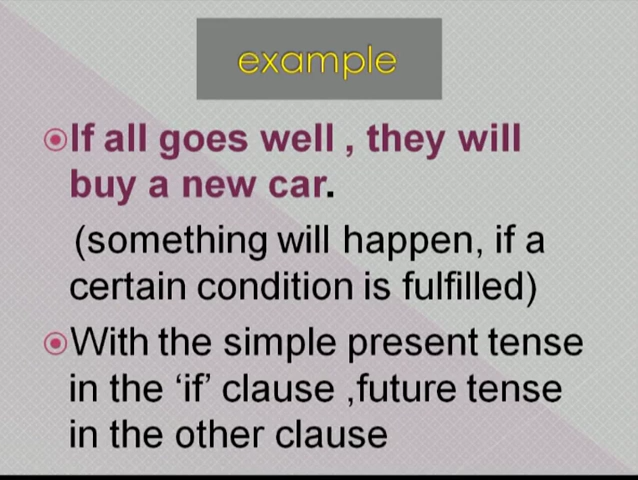 example
If all goes well , they will
buy a new car.
(something will happen, if a
certain condition is fulfilled)
With the simple present tense
in the ‘if’ clause ,future tense
in the other clause